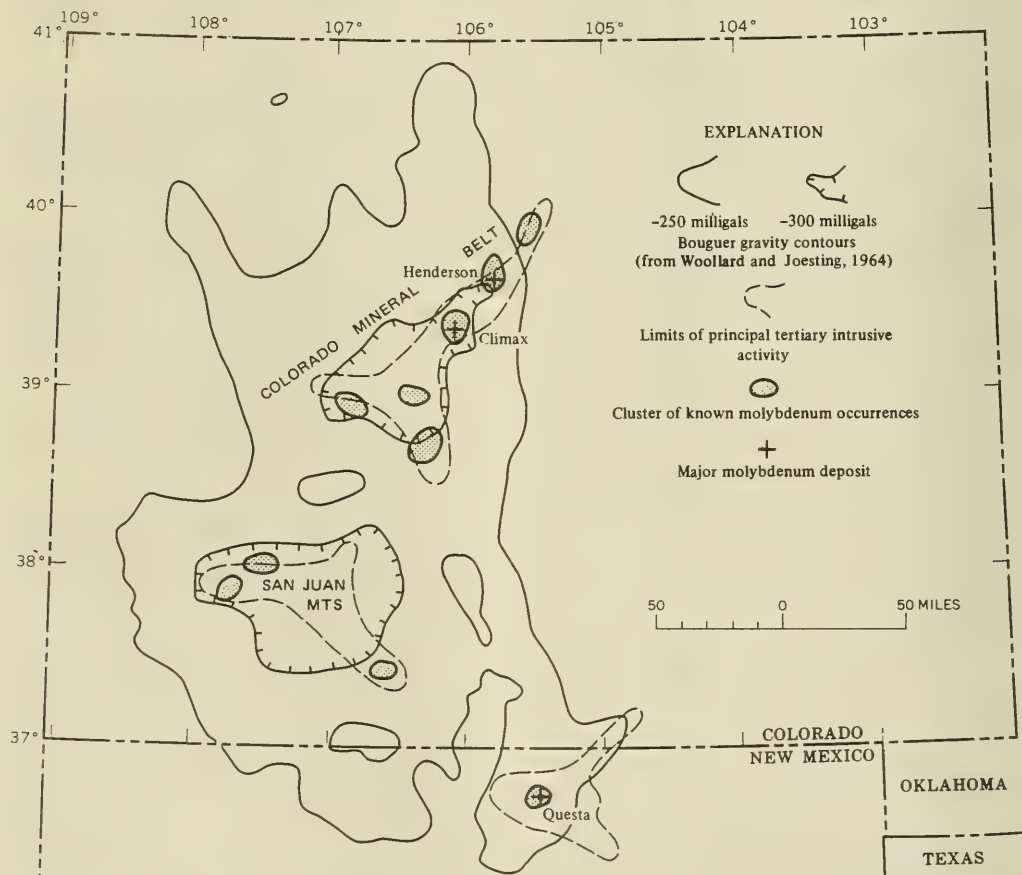 109° 108° 107° 106° 105° 104° 103°
41°
40°
39°
38°
37°
EXPLANATION
-250 milligals -300 milligals
Bouguer gravity contours
(from Woollard and Joesting, 1964)
Limits of principal tertiary intrusive
activity
Cluster of known molybdenum occurrences
Major molybdenum deposit
COLORADO MINERAL BELT
Henderson
Climax
SAN JUAN
MTS
50 0 50 MILES
COLORADO
NEW MEXICO
Questa
OKLAHOMA
TEXAS